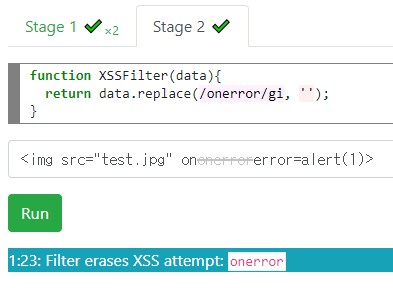 Stage 1 ✔ ×2 Stage 2 ✔
function XSSFilter(data){
return data.replace(/onerror/gi, '');
}
<img src="test.jpg" ononerrorerror=alert(1)>
Run
1:23: Filter erases XSS attempt: onerror